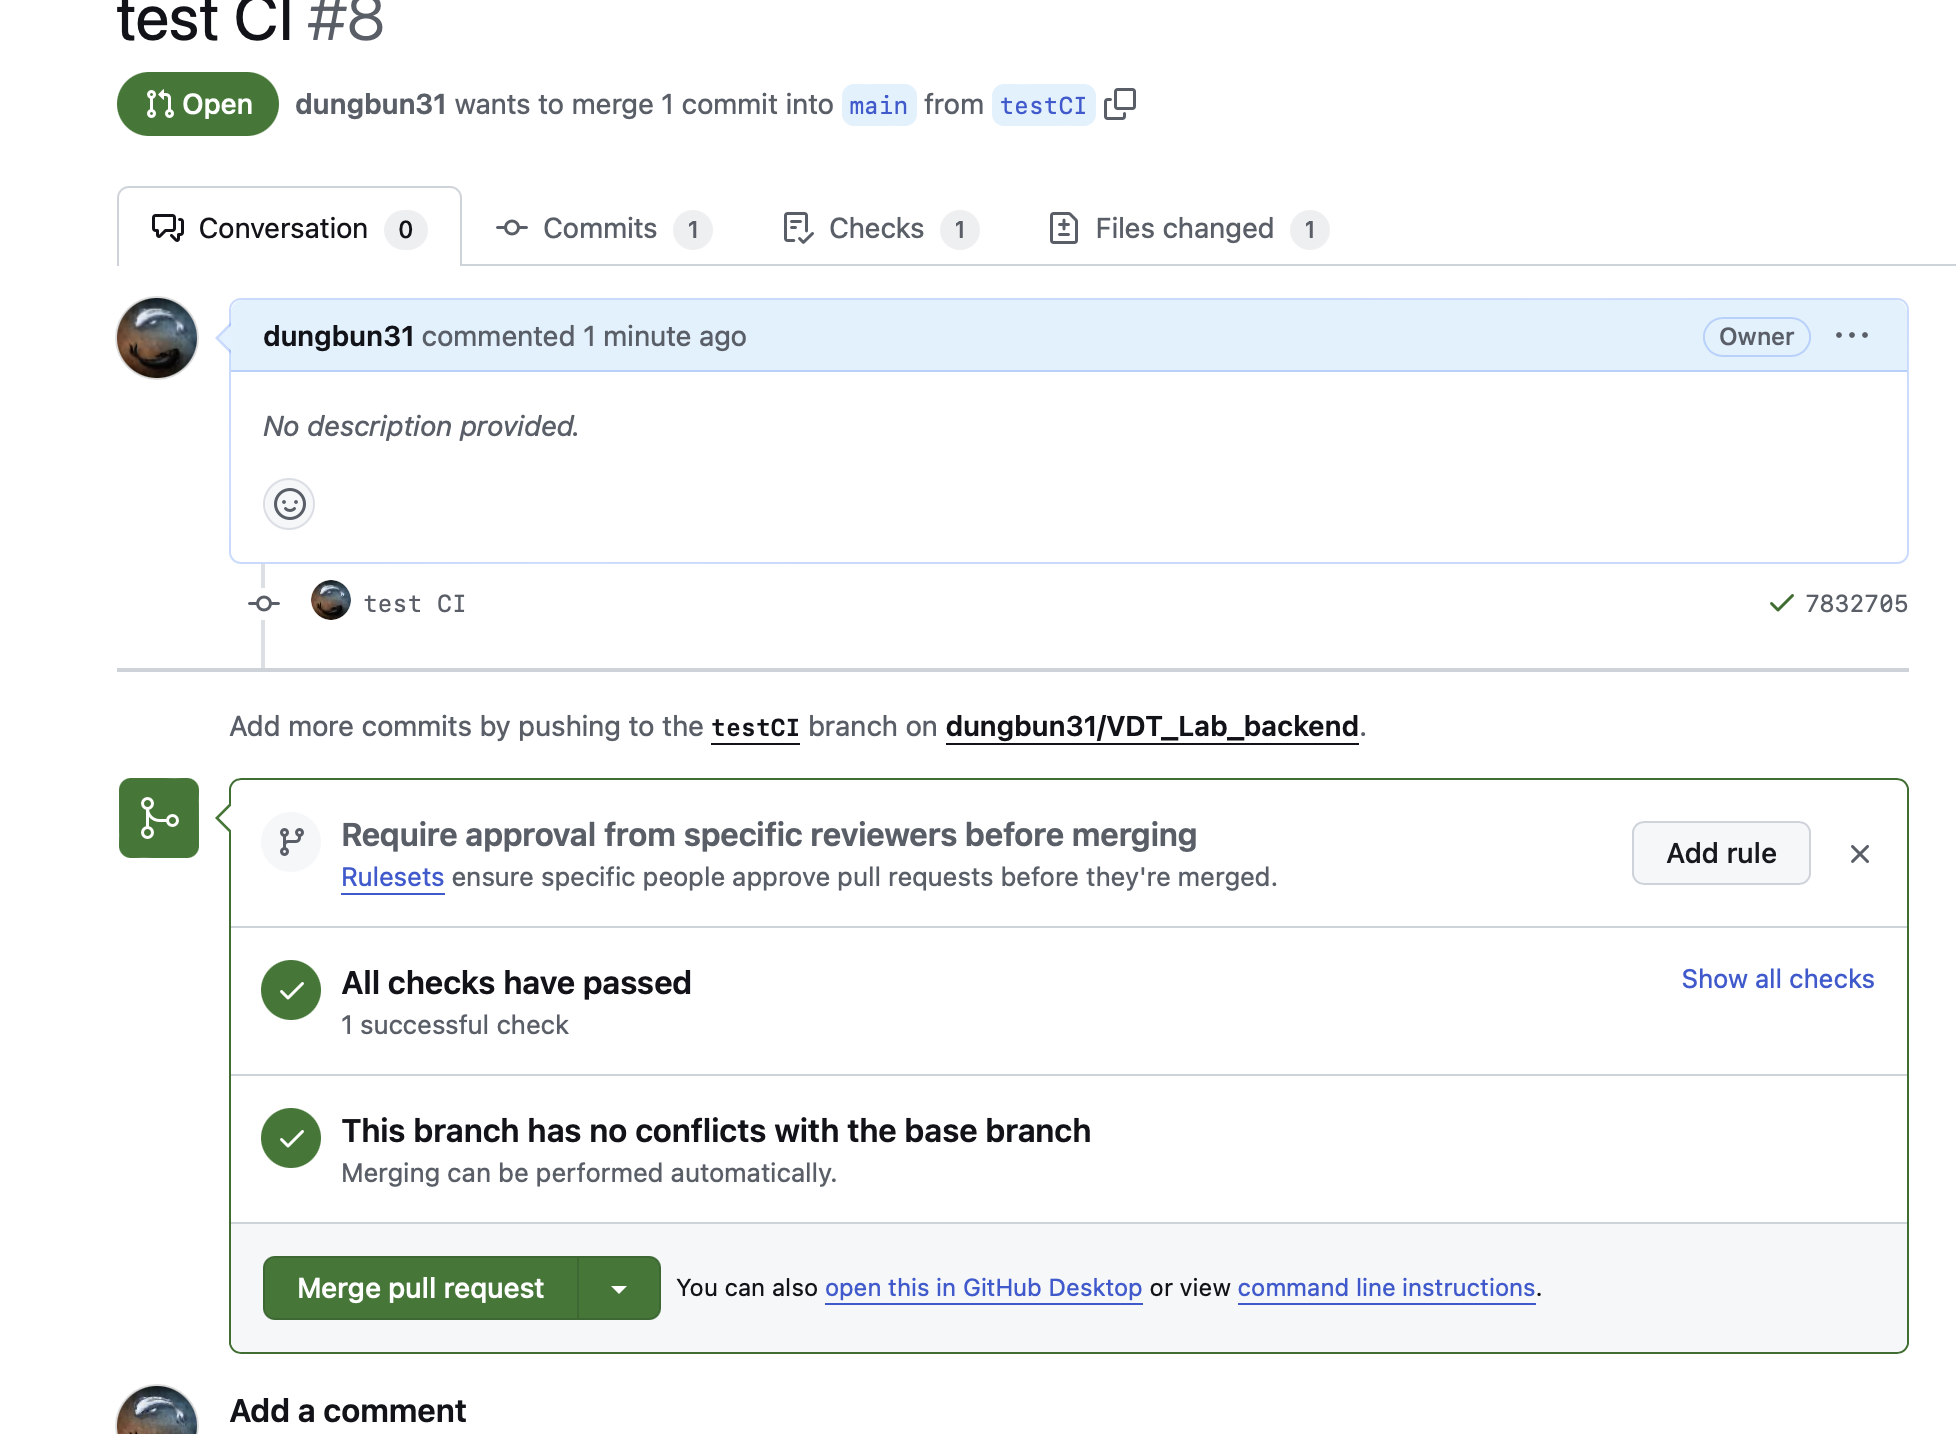 test CI #8
Open dungbun31 wants to merge 1 commit into main from testCI
Conversation 0 Commits 1 Checks 1 Files changed 1
dungbun31 commented 1 minute ago Owner
No description provided.
test CI 7832705
Add more commits by pushing to the testCI branch on dungbun31/VDT_Lab_backend.
Require approval from specific reviewers before merging
Rulesets ensure specific people approve pull requests before they're merged.
Add rule
All checks have passed
1 successful check
Show all checks
This branch has no conflicts with the base branch
Merging can be performed automatically.
Merge pull request You can also open this in GitHub Desktop or view command line instructions.
Add a comment